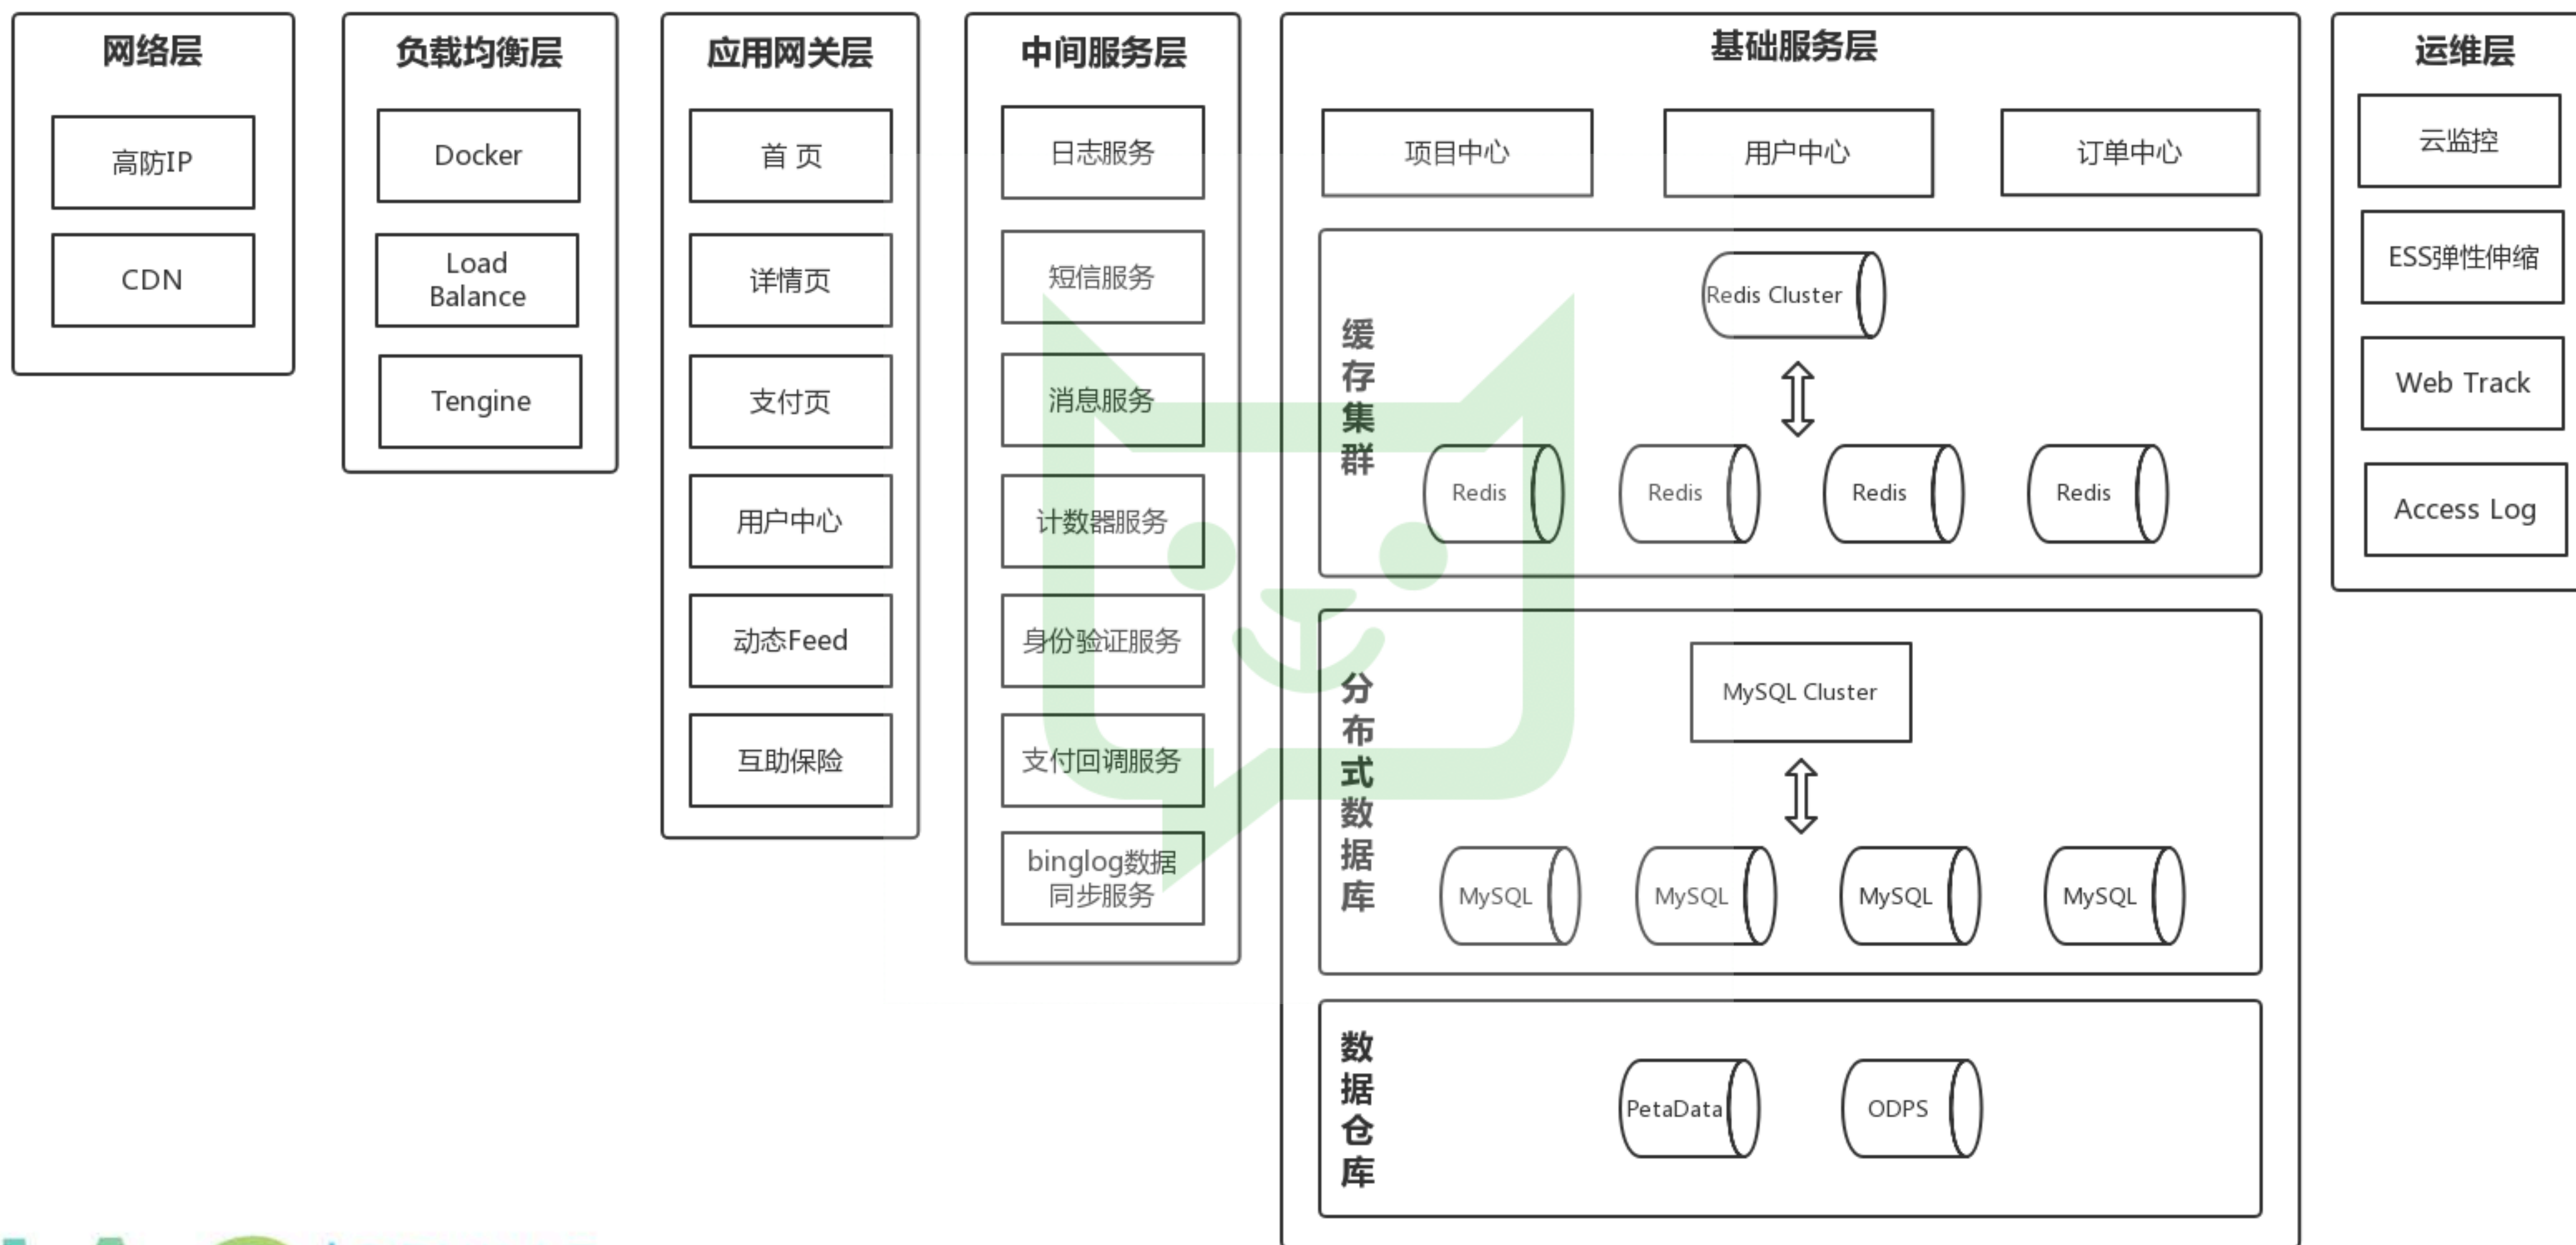 网络层
高防IP
CDN
负载均衡层
Docker
Load
Balance
Tengine
应用网关层
首 页
详情页
支付页
用户中心
动态Feed
互助保险
中间服务层
日志服务
短信服务
消息服务
计数器服务
身份验证服务
支付回调服务
binglog数据
同步服务
基础服务层
项目中心
用户中心
订单中心
缓存集群
Redis Cluster
Redis
Redis
Redis
Redis
分布式数据库
MySQL Cluster
MySQL
MySQL
MySQL
MySQL
数据仓库
PetaData
ODPS
运维层
云监控
ESS弹性伸缩
Web Track
Access Log